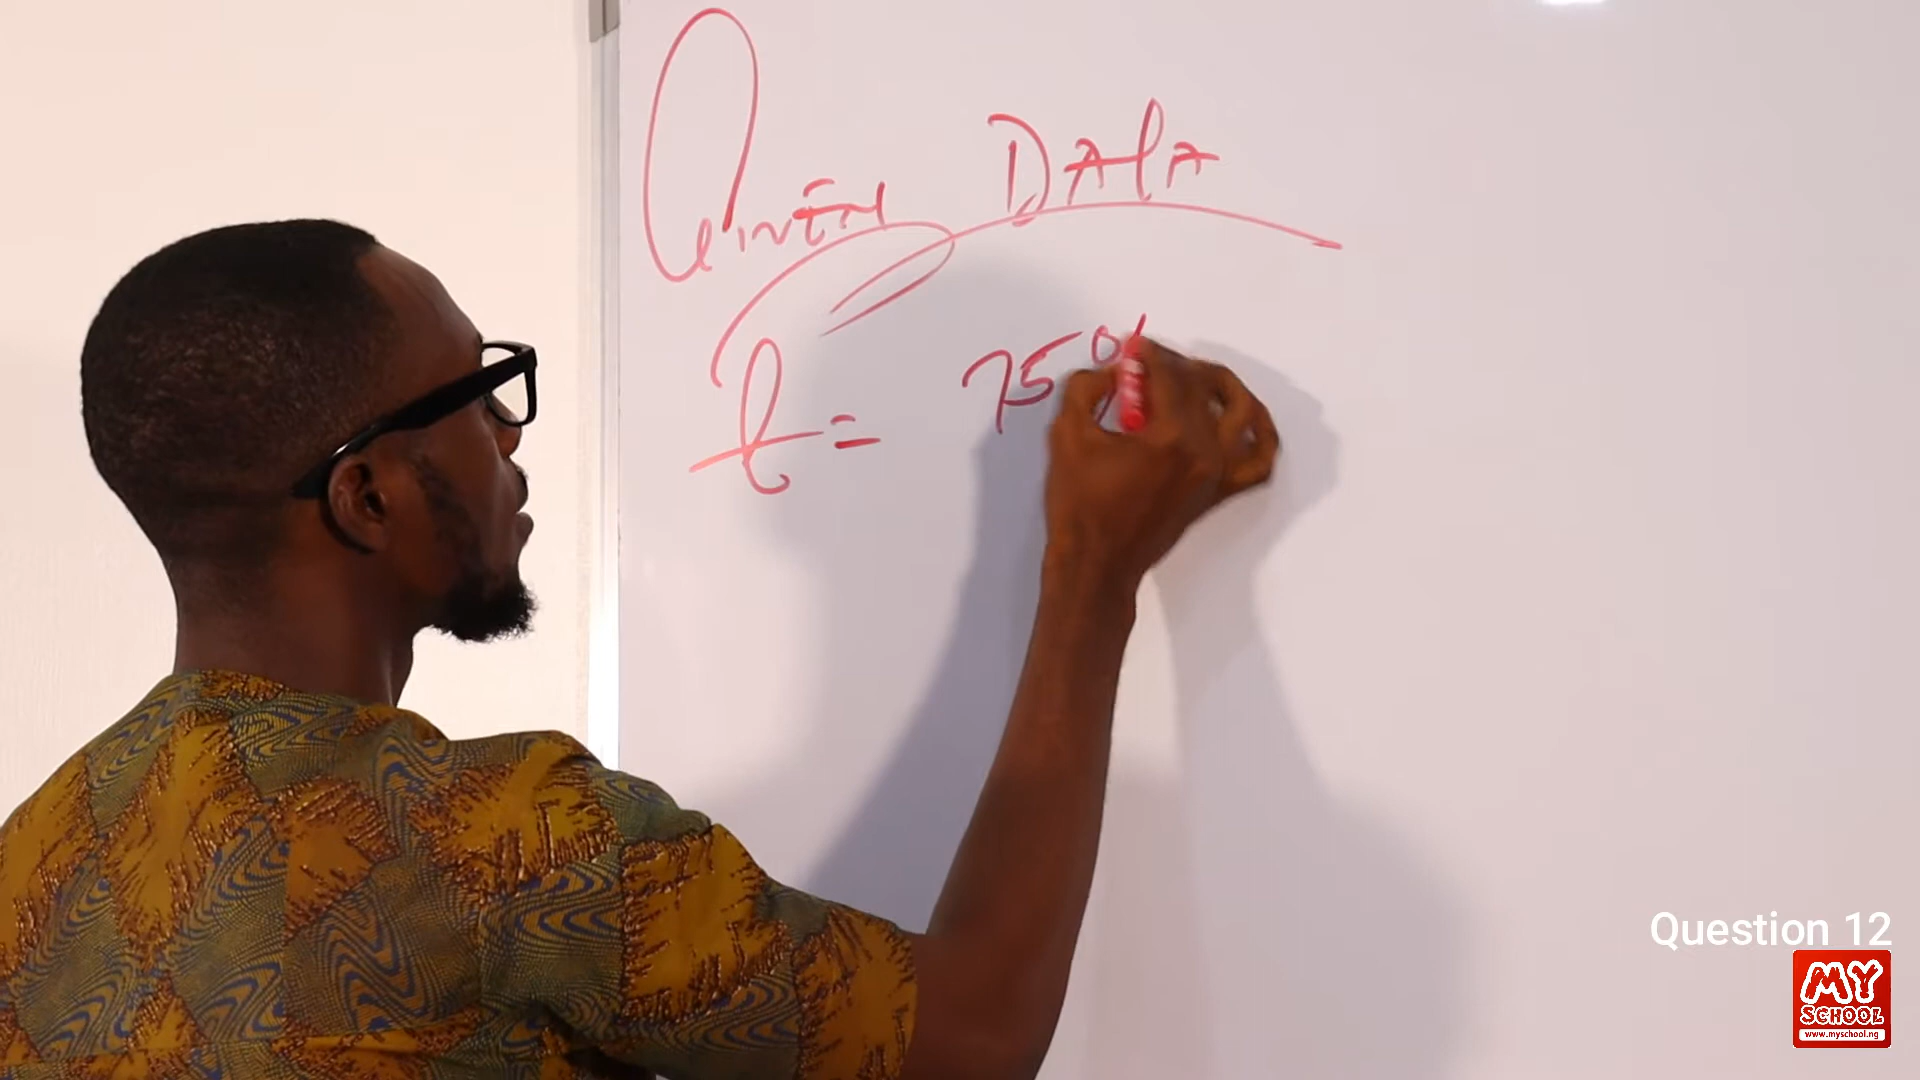 GIVEN DATA
t = 75%
Question 12
MY
SCHOOL
www.myschool.ng